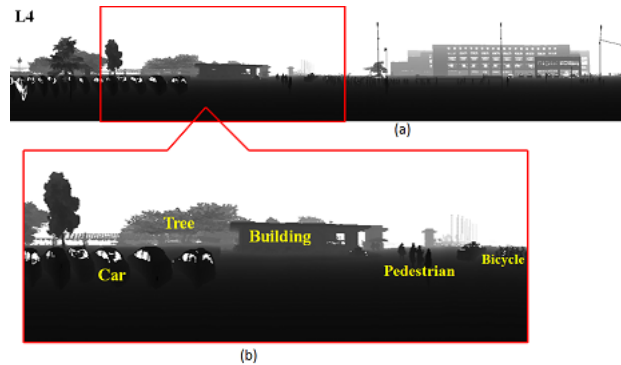 L4
(a)
Tree
Building
Car
Pedestrian
Bicycle
(b)